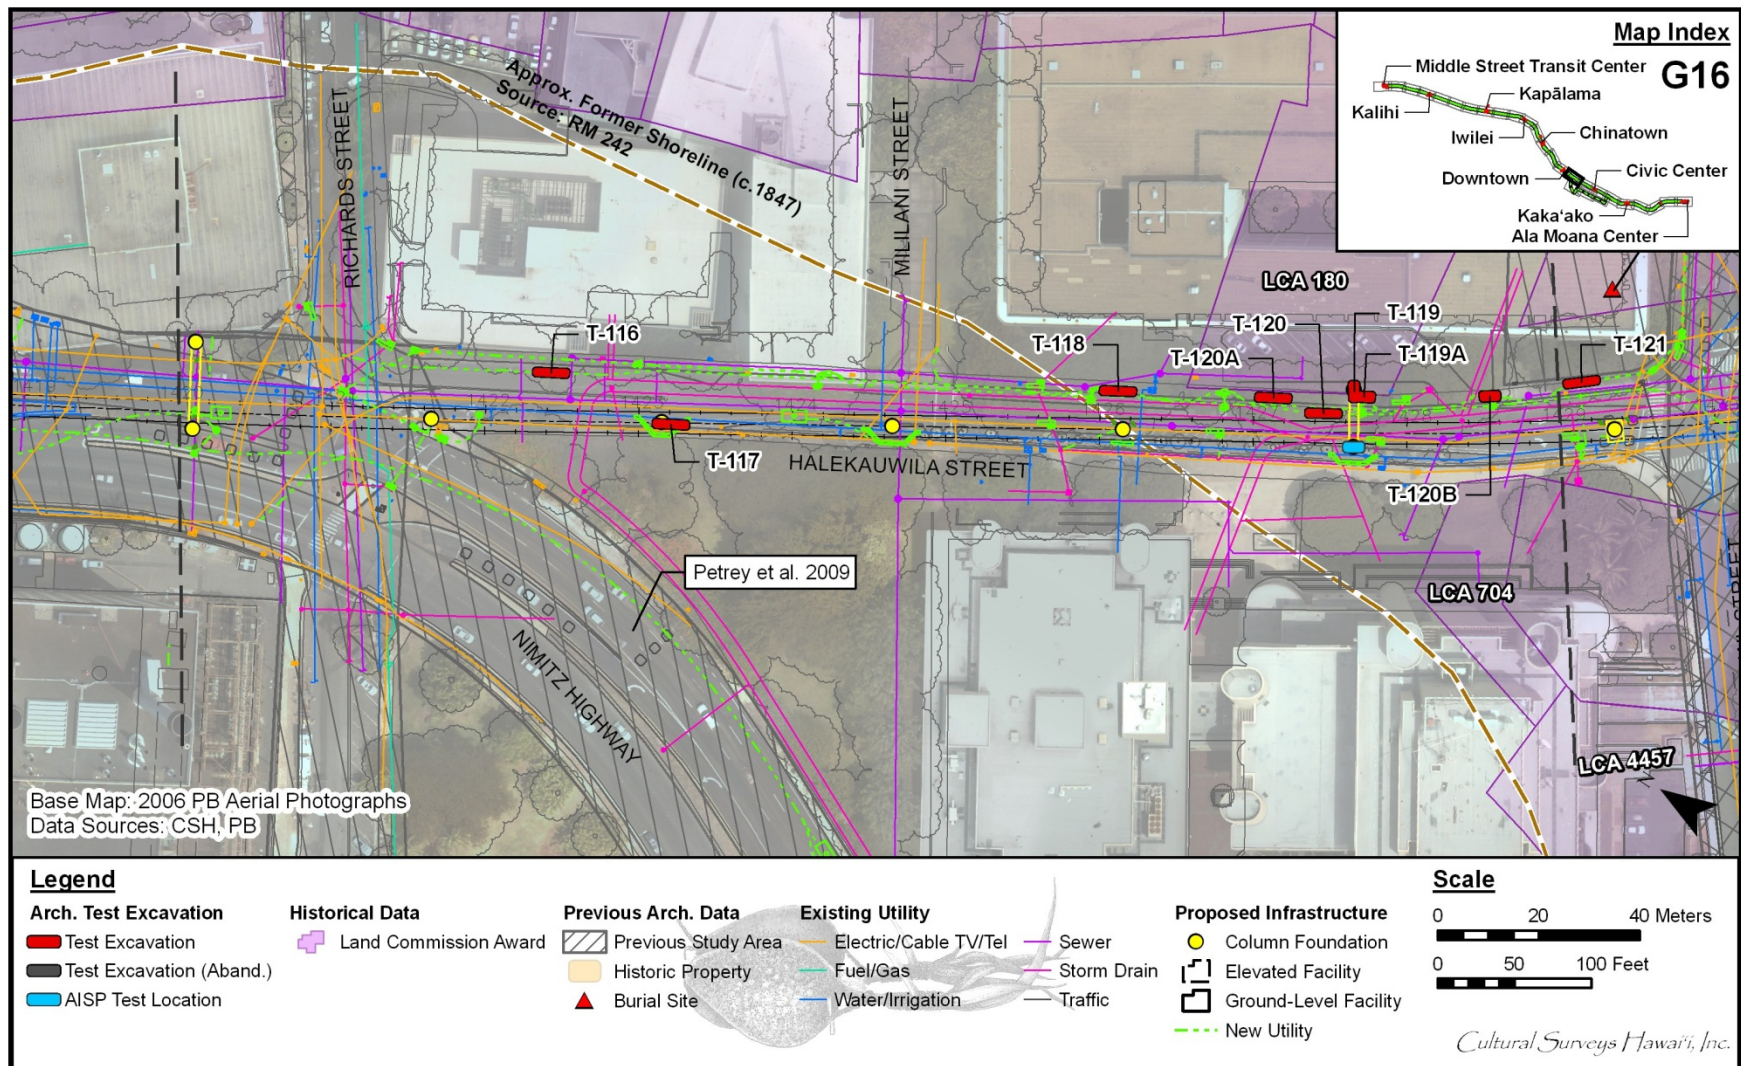 Map Index
G16
Middle Street Transit Center
Kapālama
Kalihi
Iwilei
Chinatown
Downtown
Civic Center
Kaka‘ako
Ala Moana Center
Approx. Former Shoreline (c.1847)
Source: RM 242
RICHARDS STREET
MILILANI STREET
LCA 180
T-116
T-118
T-120A
T-120
T-119
T-119A
T-121
T-117
HALEKAUWILA STREET
T-120B
Petrey et al. 2009
NIMITZ HIGHWAY
LCA 704
LCA 4457
STREET
N
Base Map: 2006 PB Aerial Photographs
Data Sources: CSH, PB
Legend
Arch. Test Excavation
Test Excavation
Test Excavation (Aband.)
AISP Test Location
Historical Data
Land Commission Award
Previous Arch. Data
Previous Study Area
Historic Property
Burial Site
Existing Utility
Electric/Cable TV/Tel
Fuel/Gas
Water/Irrigation
Sewer
Storm Drain
Traffic
Proposed Infrastructure
Column Foundation
Elevated Facility
Ground-Level Facility
New Utility
Scale
0 20 40 Meters
0 50 100 Feet
Cultural Surveys Hawai‘i, Inc.